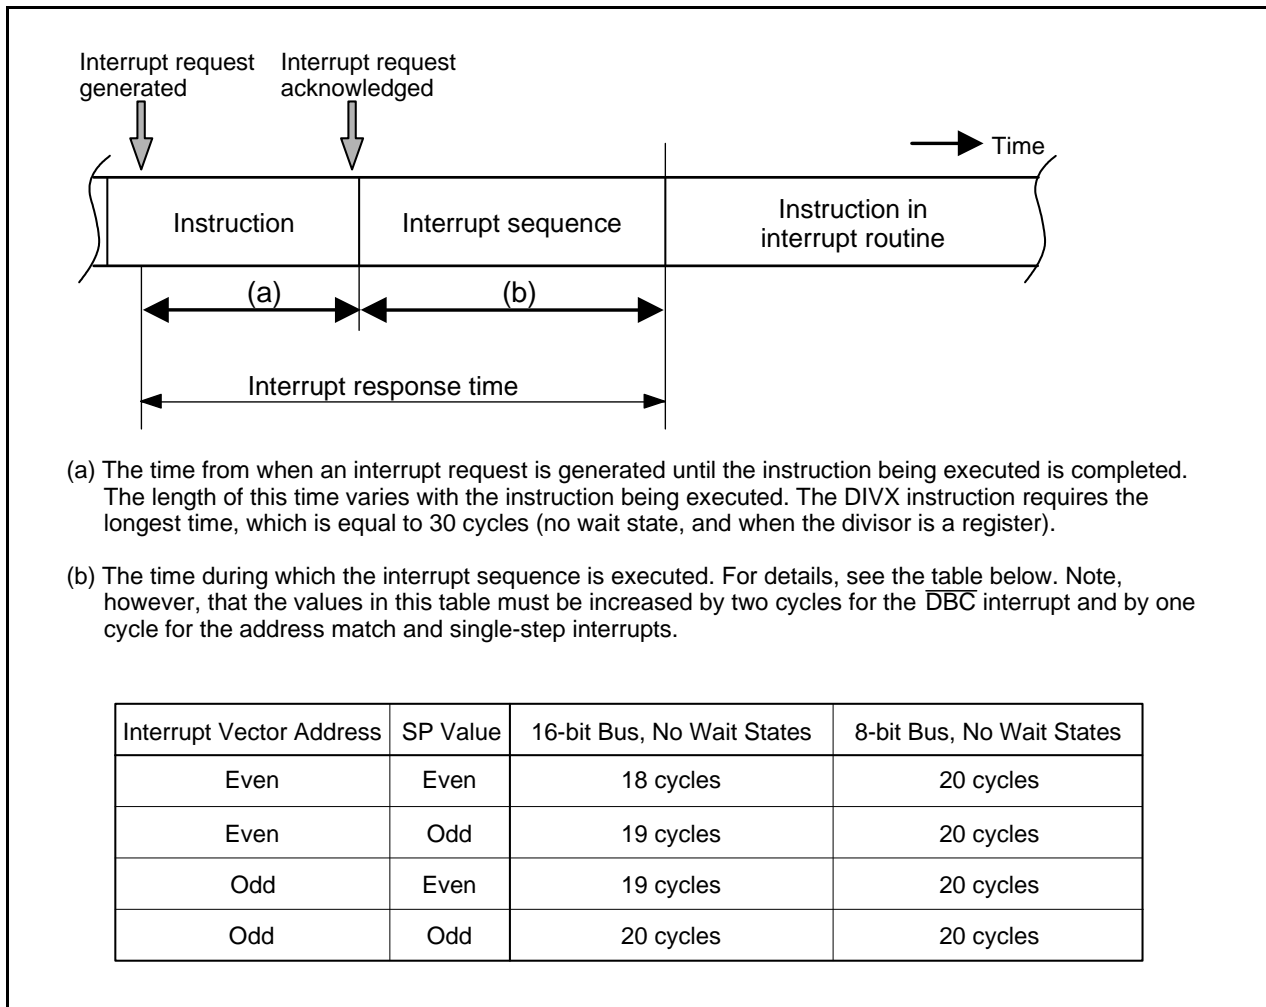 Interrupt request generated
Interrupt request acknowledged
Time
Instruction
Interrupt sequence
Instruction in
interrupt routine
(a)
(b)
Interrupt response time
(a) The time from when an interrupt request is generated until the instruction being executed is completed.
The length of this time varies with the instruction being executed. The DIVX instruction requires the
longest time, which is equal to 30 cycles (no wait state, and when the divisor is a register).
(b) The time during which the interrupt sequence is executed. For details, see the table below. Note,
however, that the values in this table must be increased by two cycles for the D̅B̅C̅ interrupt and by one
cycle for the address match and single-step interrupts.
Interrupt Vector Address SP Value 16-bit Bus, No Wait States 8-bit Bus, No Wait States
Even Even 18 cycles 20 cycles
Even Odd 19 cycles 20 cycles
Odd Even 19 cycles 20 cycles
Odd Odd 20 cycles 20 cycles